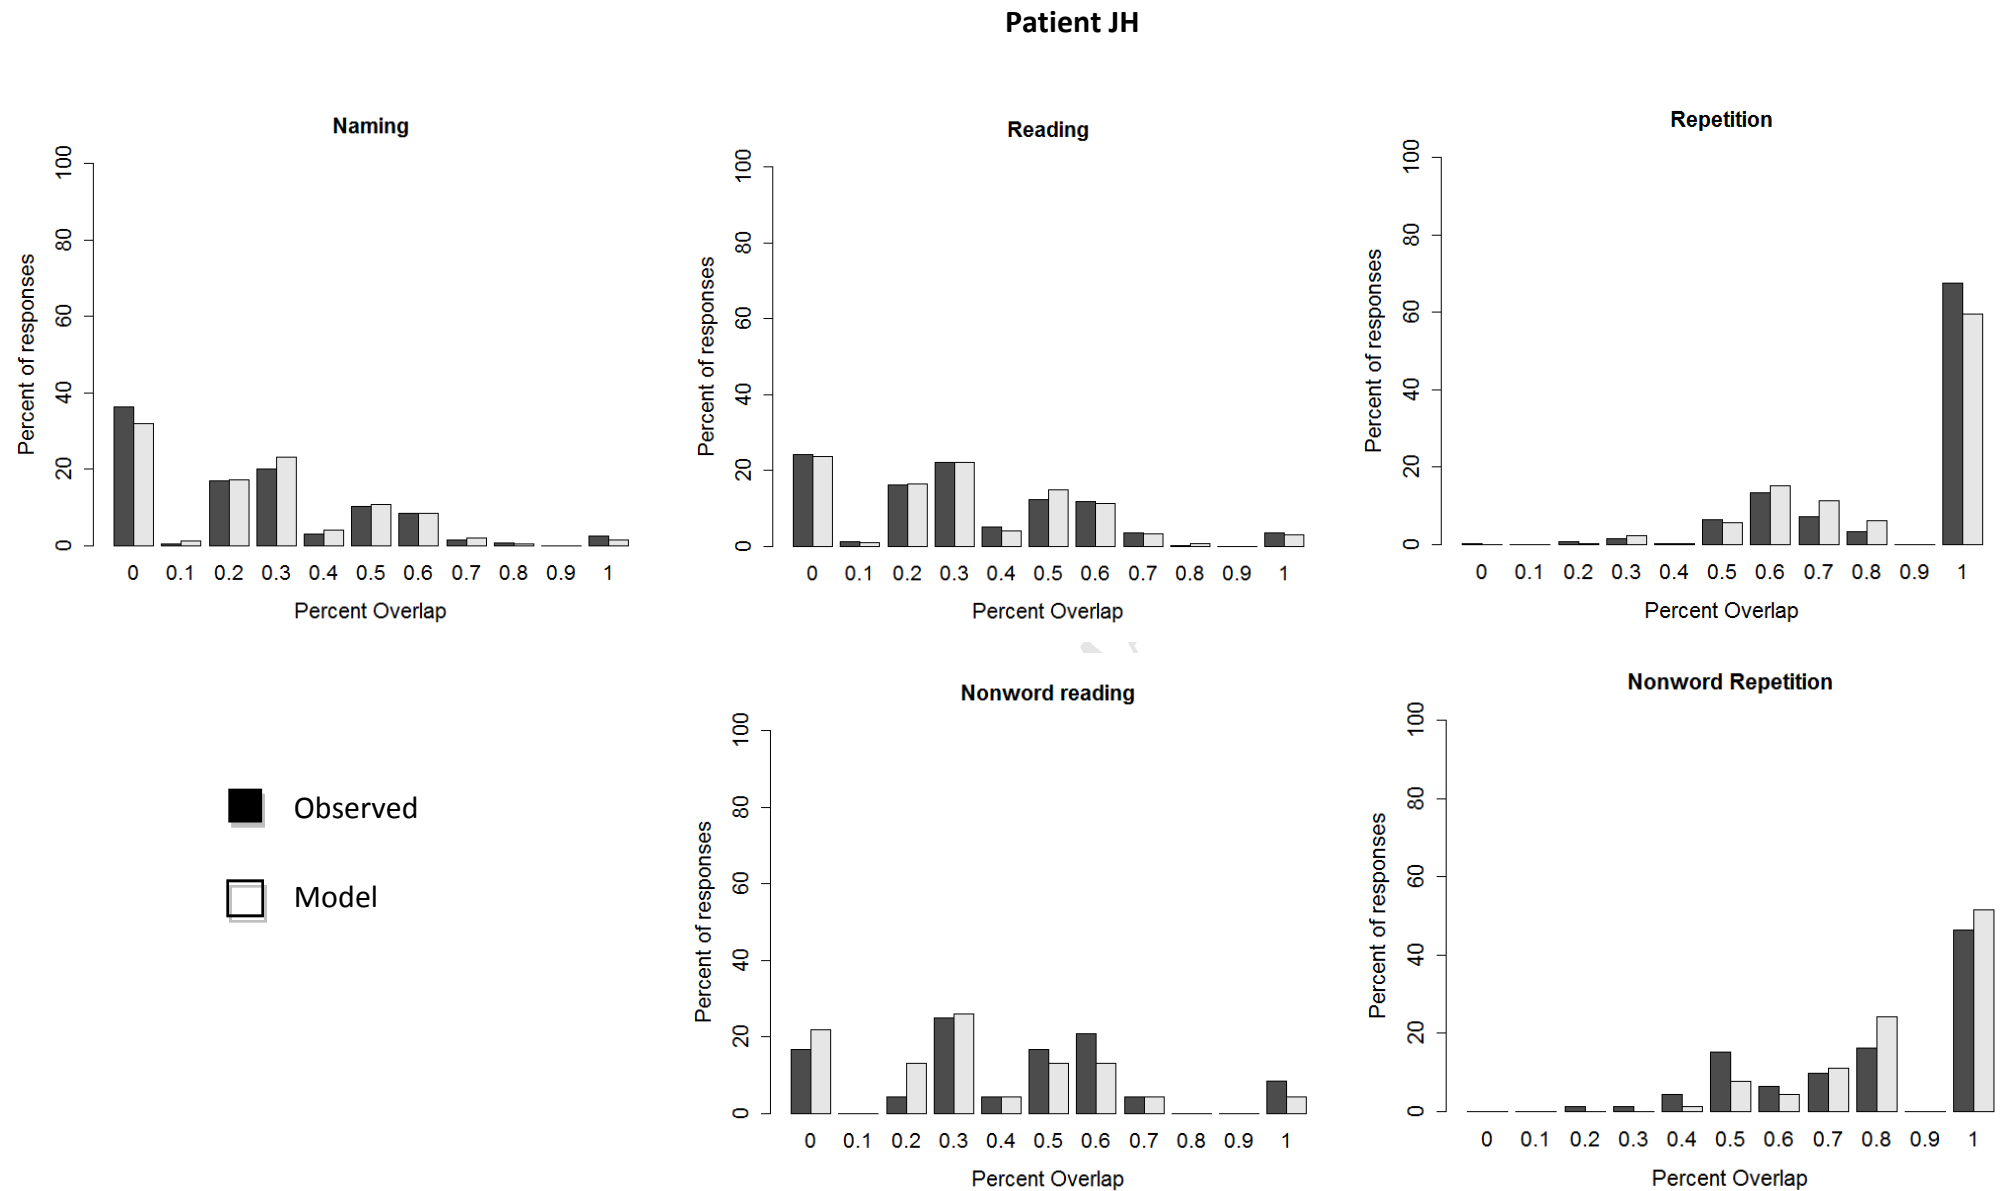 Patient JH
Naming
Percent of responses
0 20 40 60 80 100
0 0.1 0.2 0.3 0.4 0.5 0.6 0.7 0.8 0.9 1
Percent Overlap
Reading
Percent of responses
0 20 40 60 80 100
0 0.1 0.2 0.3 0.4 0.5 0.6 0.7 0.8 0.9 1
Percent Overlap
Repetition
Percent of responses
0 20 40 60 80 100
0 0.1 0.2 0.3 0.4 0.5 0.6 0.7 0.8 0.9 1
Percent Overlap
Observed
Model
Nonword reading
Percent of responses
0 20 40 60 80 100
0 0.1 0.2 0.3 0.4 0.5 0.6 0.7 0.8 0.9 1
Percent Overlap
Nonword Repetition
Percent of responses
0 20 40 60 80 100
0 0.1 0.2 0.3 0.4 0.5 0.6 0.7 0.8 0.9 1
Percent Overlap